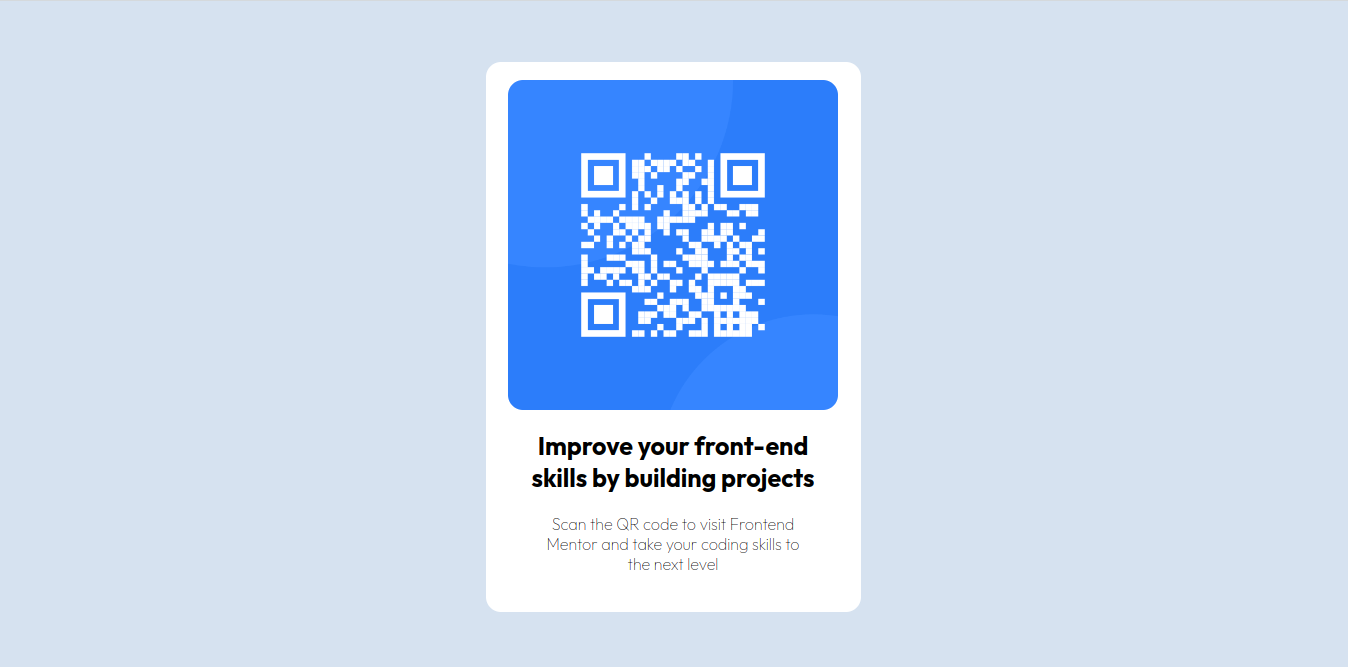 Improve your front-end
skills by building projects
Scan the QR code to visit Frontend
Mentor and take your coding skills to
the next level